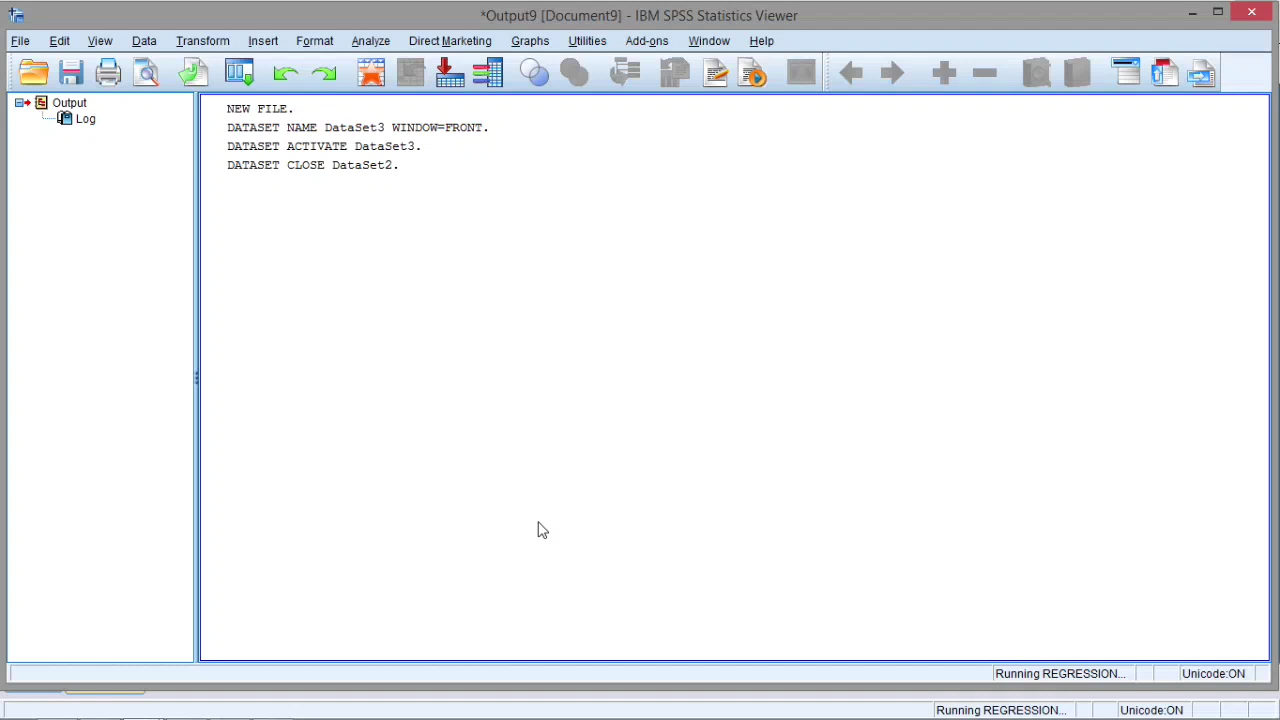 *Output9 [Document9] - IBM SPSS Statistics Viewer
File Edit View Data Transform Insert Format Analyze Direct Marketing Graphs Utilities Add-ons Window Help
Output
Log
NEW FILE.
DATASET NAME DataSet3 WINDOW=FRONT.
DATASET ACTIVATE DataSet3.
DATASET CLOSE DataSet2.
Running REGRESSION... Unicode:ON
Running REGRESSION... Unicode:ON